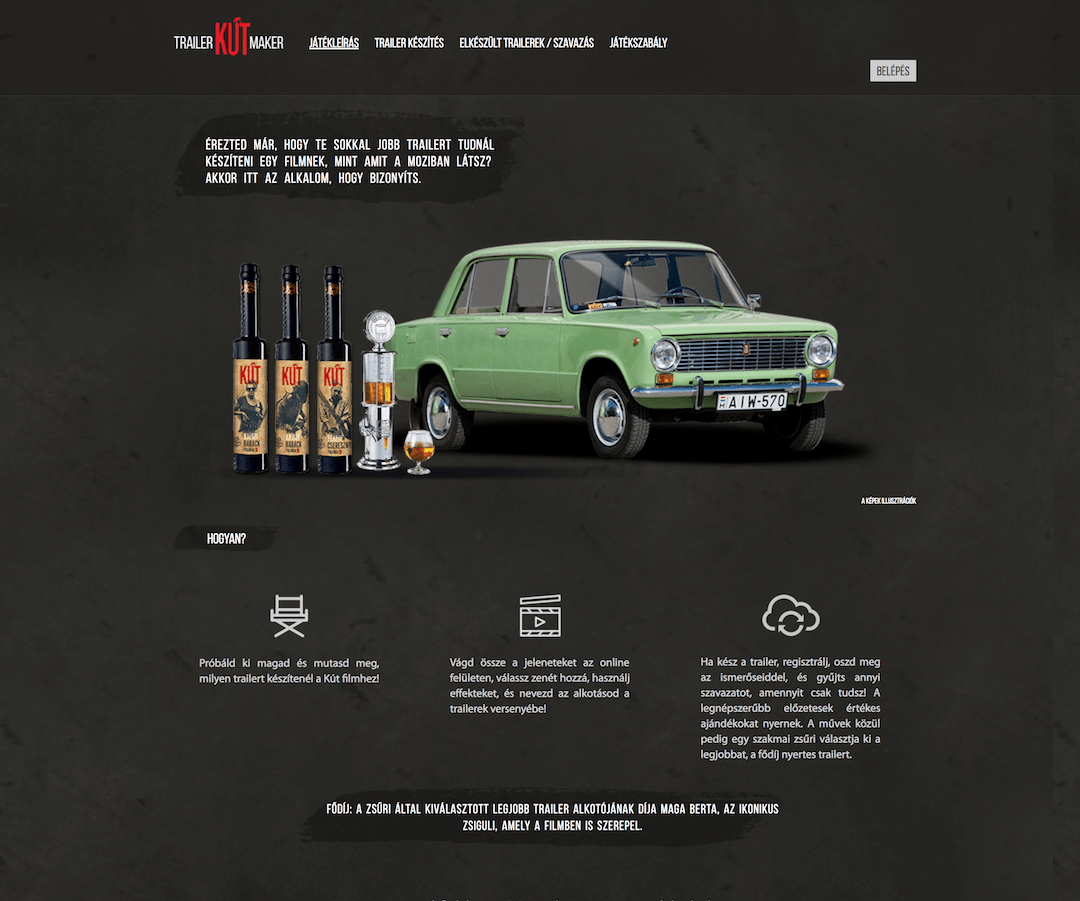 TRAILER KÚT MAKER
JÁTÉKLEÍRÁS TRAILER KÉSZÍTÉS ELKÉSZÜLT TRAILEREK / SZAVAZÁS JÁTÉKSZABÁLY
BELÉPÉS
ÉREZTED MÁR, HOGY TE SOKKAL JOBB TRAILERT TUDNÁL
KÉSZÍTENI EGY FILMNEK, MINT AMIT A MOZIBAN LÁTSZ?
AKKOR ITT AZ ALKALOM, HOGY BIZONYÍTS.
KÚT
KÚT
KÚT
BARACK
BARACK
AIW-570
A KÉPEK ILLUSZTRÁCIÓK
HOGYAN?
Próbáld ki magad és mutasd meg,
milyen trailert készítenél a Kút filmhez!
Vágd össze a jeleneteket az online
felületen, válassz zenét hozzá, használj
effekteket, és nevezd az alkotásod a
trailerek versenyébe!
Ha kész a trailer, regisztrálj, oszd meg
az ismerőseiddel, és gyűjts annyi
szavazatot, amennyit csak tudsz! A
legnépszerűbb előzetesek értékes
ajándékokat nyernek. A művek közül
pedig egy szakmai zsűri választja ki a
legjobbat, a fődíj nyertes trailert.
FŐDÍJ: A ZSŰRI ÁLTAL KIVÁLASZTOTT LEGJOBB TRAILER ALKOTÓJÁNAK DÍJA MAGA BERTA, AZ IKONIKUS
ZSIGULI, AMELY A FILMBEN IS SZEREPEL.